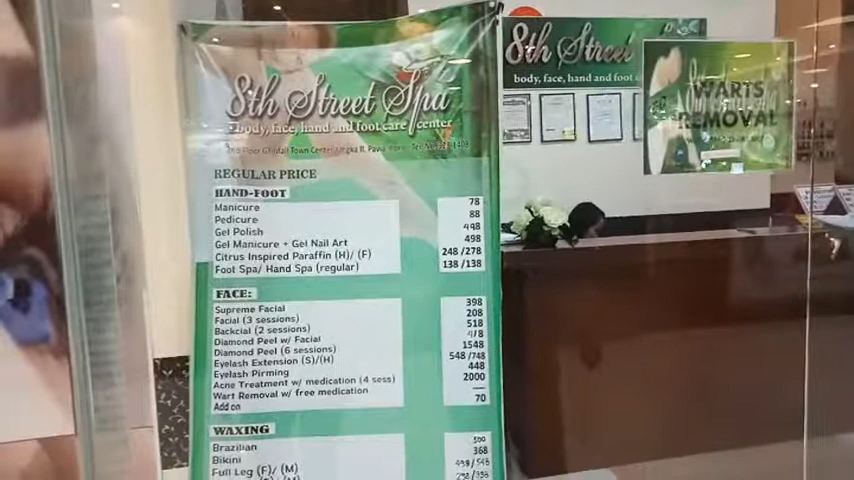 8th Street Spa
body, face, hand and foot care center
REGULAR PRICE
HAND-FOOT
Manicure 78
Pedicure 88
Gel Polish 448
Gel Manicure + Gel Nail Art 498
Citrus Inspired Paraffin (H)/ (F) 248 /278
Foot Spa/ Hand Spa (regular) 138 /138
FACE:
Supreme Facial 398
Facial (3 sessions) 208
Backcial (2 sessions) 518
Diamond Peel w/ Facial
Diamond Peel (6 sessions) 1548
Eyelash Extension (S)/(H) 548 /748
Eyelash Pirming 448
Acne Treatment w/ medication (4 sess) 2000
Wart Removal w/ free medication —
Add on 70
WAXING
Brazilian 500
Bikini 368
Full Leg (F)/ (M)
8th Street
body, face, hand and foot
WARTS
REMOVAL